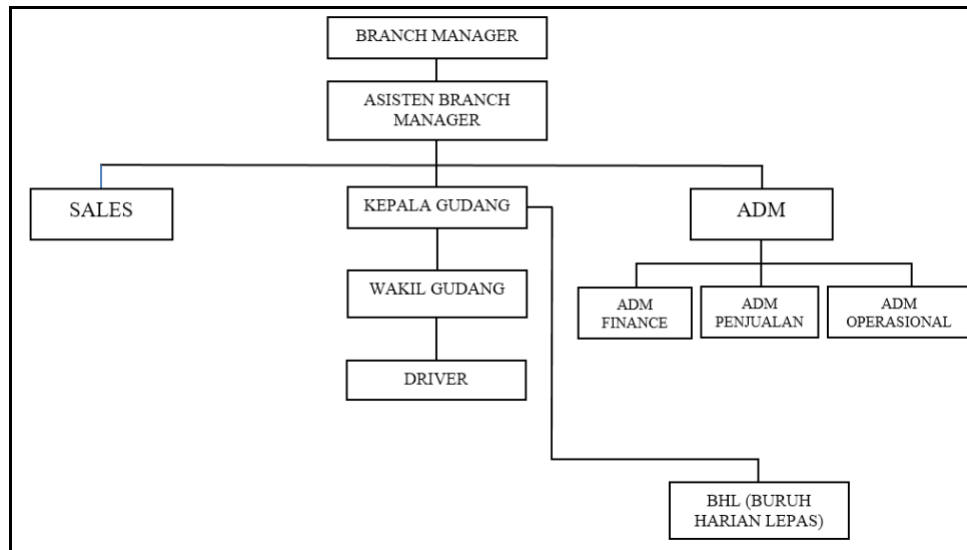 BRANCH MANAGER
ASISTEN BRANCH
MANAGER
SALES
KEPALA GUDANG
ADM
WAKIL GUDANG
ADM
FINANCE
ADM
PENJUALAN
ADM
OPERASIONAL
DRIVER
BHL (BURUH
HARIAN LEPAS)